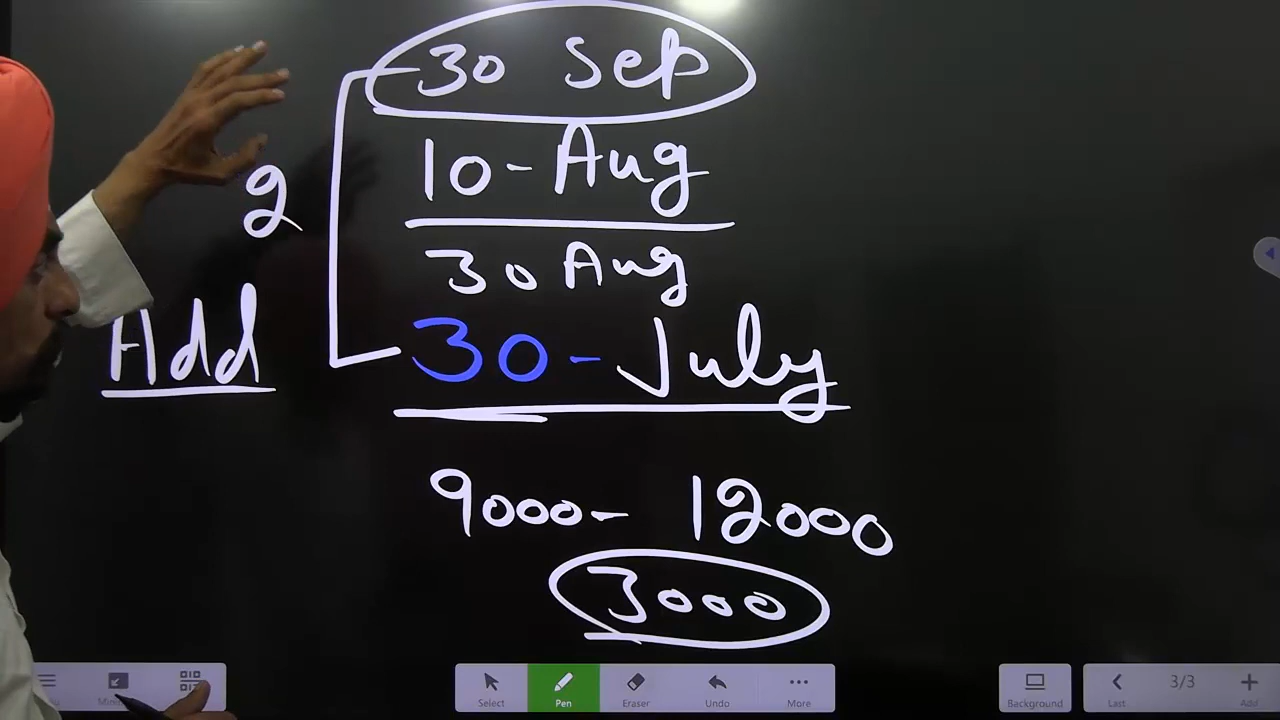 30 Sep
10-Aug
2
30 Aug
Add
30-July
9000- 12000
3000
Select
Pen
Eraser
Undo
More
Background
Last
3/3
Add